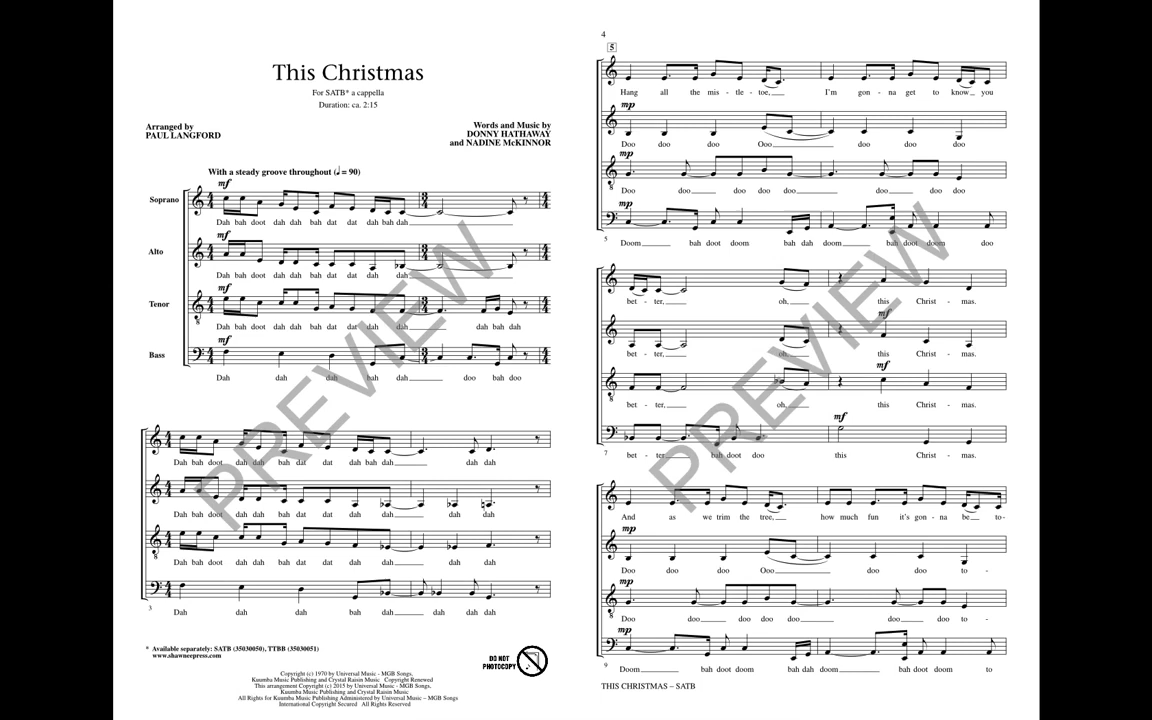 This Christmas
For SATB* a cappella
Duration: ca. 2:15
Arranged by
PAUL LANGFORD
Words and Music by
DONNY HATHAWAY
and NADINE McKINNOR
With a steady groove throughout (♩ = 90)
mf
Soprano
Dah bah doot dah dah bah dat dat dah bah dah
mf
Alto
Dah bah doot dah dah bah dat dat dah dah
mf
Tenor
Dah bah doot dah dah bah dat dat dah dah dah bah dah
mf
Bass
Dah dah dah bah dah doo bah doo
Dah bah doot dah dah bah dat dat dah bah dah dah dah
Dah bah doot dah dah bah dat dat dah dah dah dah
Dah bah doot dah dah bah dat dat dah dah dah dah
3
Dah dah dah bah dah bah dah dah
* Available separately: SATB (35030050), TTBB (35030051)
www.shawneepress.com
DO NOT
PHOTOCOPY
Copyright (c) 1970 by Universal Music - MGB Songs,
Kuumba Music Publishing and Crystal Raisin Music Copyright Renewed
This arrangement Copyright (c) 2015 by Universal Music - MGB Songs,
Kuumba Music Publishing and Crystal Raisin Music
All Rights for Kuumba Music Publishing Administered by Universal Music – MGB Songs
International Copyright Secured All Rights Reserved
PREVIEW
4
5
Hang all the mis - tle - toe, I'm gon - na get to know you
mp
Doo doo doo Ooo doo doo doo
mp
Doo doo doo doo doo doo doo doo
mp
5
Doom bah doot doom bah dah doom bah doot doom doo
bet - ter, oh, this Christ - mas.
mf
bet - ter, oh, this Christ - mas.
mf
bet - ter, oh, this Christ - mas.
mf
7
bet - ter, bah doot doo this Christ - mas.
And as we trim the tree, how much fun it's gon - na be to-
mp
Doo doo doo Ooo doo doo to -
mp
Doo doo doo doo doo doo doo to -
mp
9
Doom bah doot doom bah dah doom bah doot doom to
THIS CHRISTMAS – SATB
PREVIEW